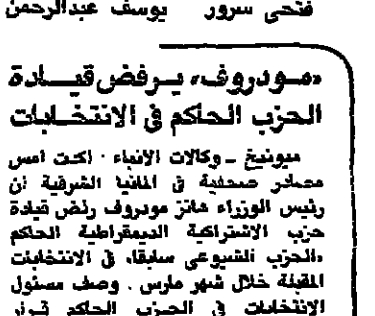 فتحى سرور يوسف عبدالرحمن
«مودروف» يرفض قيادة
الحزب الحاكم فى الانتخابات
ميونيخ - وكالات الانباء : اكدت امس
مصادر صحفية فى المانيا الشرقية ان
رئيس الوزراء هانز مودروف رفض قيادة
حزب الاشتراكية الديمقراطية الحاكم
«الحزب الشيوعى سابقا» فى الانتخابات
المقبلة خلال شهر مارس . وصف مسئول
الانتخابات فى الحزب الحاكم قرار